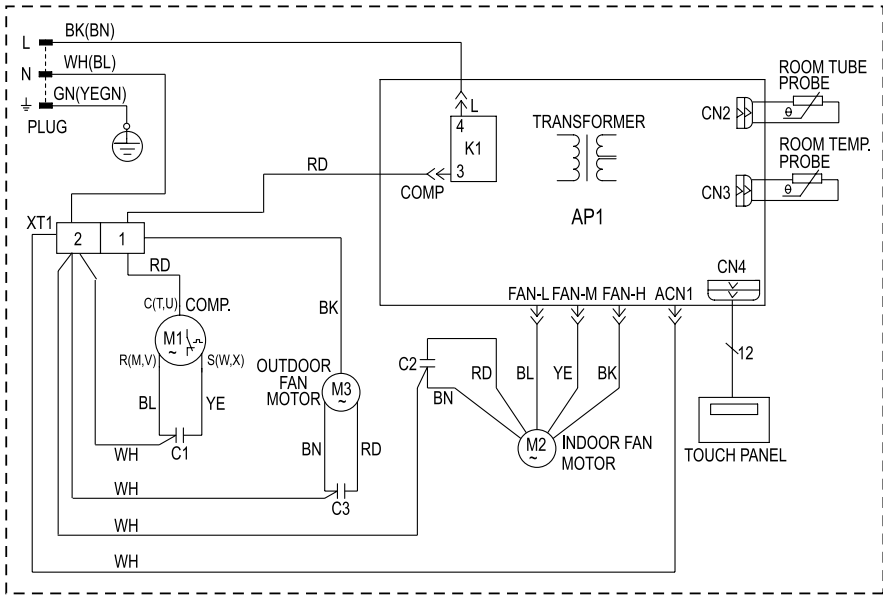 BK(BN)
L
WH(BL)
N
GN(YEGN)
PLUG
L
4
K1
3
COMP
RD
TRANSFORMER
AP1
CN2
ROOM TUBE
PROBE
θ
CN3
ROOM TEMP.
PROBE
θ
CN4
XT1
2
1
RD
C(T,U)
COMP.
M1
~
R(M,V)
S(W,X)
BL
YE
C1
WH
BK
OUTDOOR
FAN
MOTOR
M3
~
BN
RD
C3
WH
FAN-L
FAN-M
FAN-H
ACN1
C2
RD
BN
BL
YE
BK
M2
~
INDOOR FAN
MOTOR
12
TOUCH PANEL
WH
WH